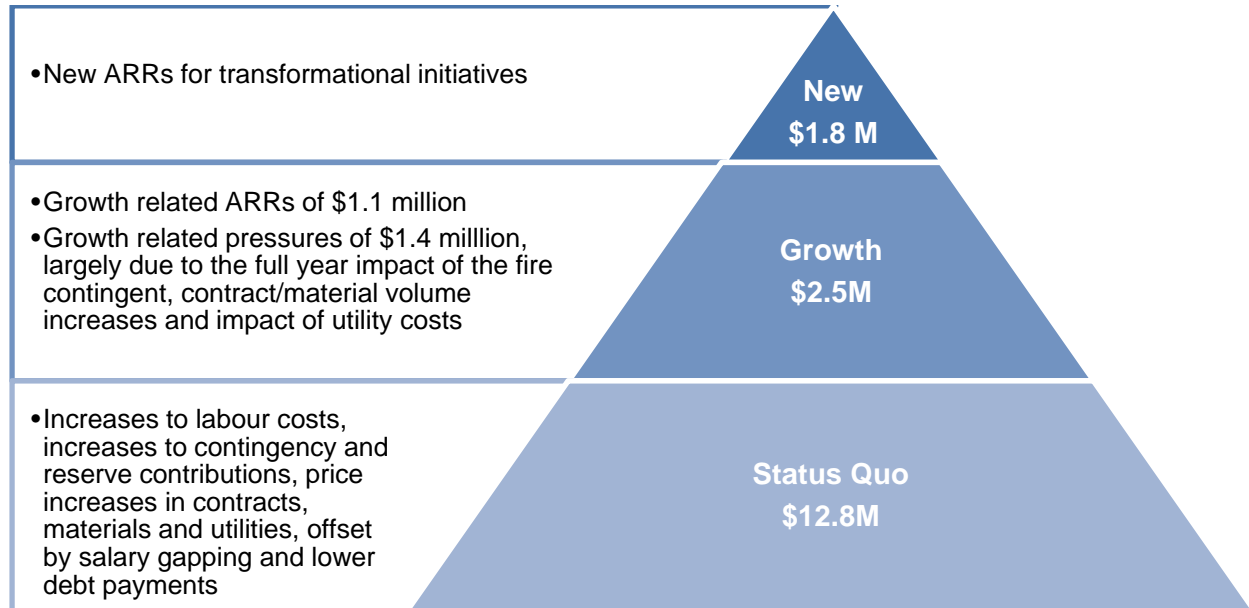 •New ARRs for transformational initiatives
New
$1.8 M
•Growth related ARRs of $1.1 million
•Growth related pressures of $1.4 milllion,
largely due to the full year impact of the fire
contingent, contract/material volume
increases and impact of utility costs
Growth
$2.5M
•Increases to labour costs,
increases to contingency and
reserve contributions, price
increases in contracts,
materials and utilities, offset
by salary gapping and lower
debt payments
Status Quo
$12.8M